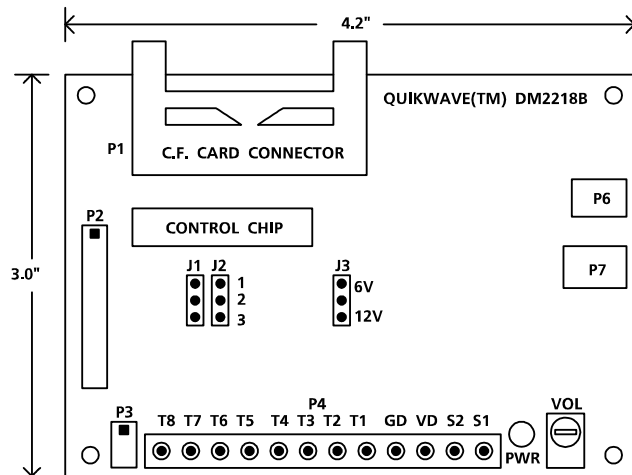 4.2"
QUIKWAVE(TM) DM2218B
P1
C.F. CARD CONNECTOR
P6
P2
CONTROL CHIP
P7
3.0"
J1 J2 J3
1 6V
2
3 12V
P3 P4 VOL
T8 T7 T6 T5 T4 T3 T2 T1 GD VD S2 S1
PWR